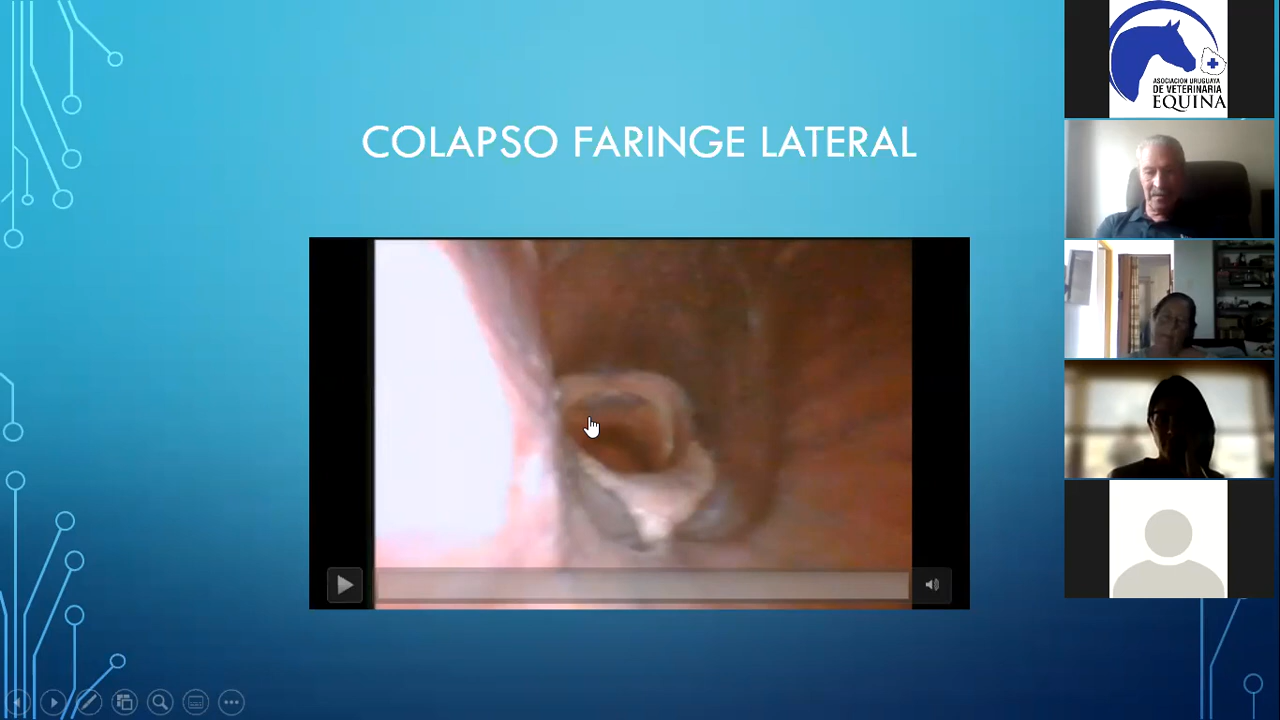 COLAPSO FARINGE LATERAL
ASOCIACION URUGUAYA
DE VETERINARIA
EQUINA